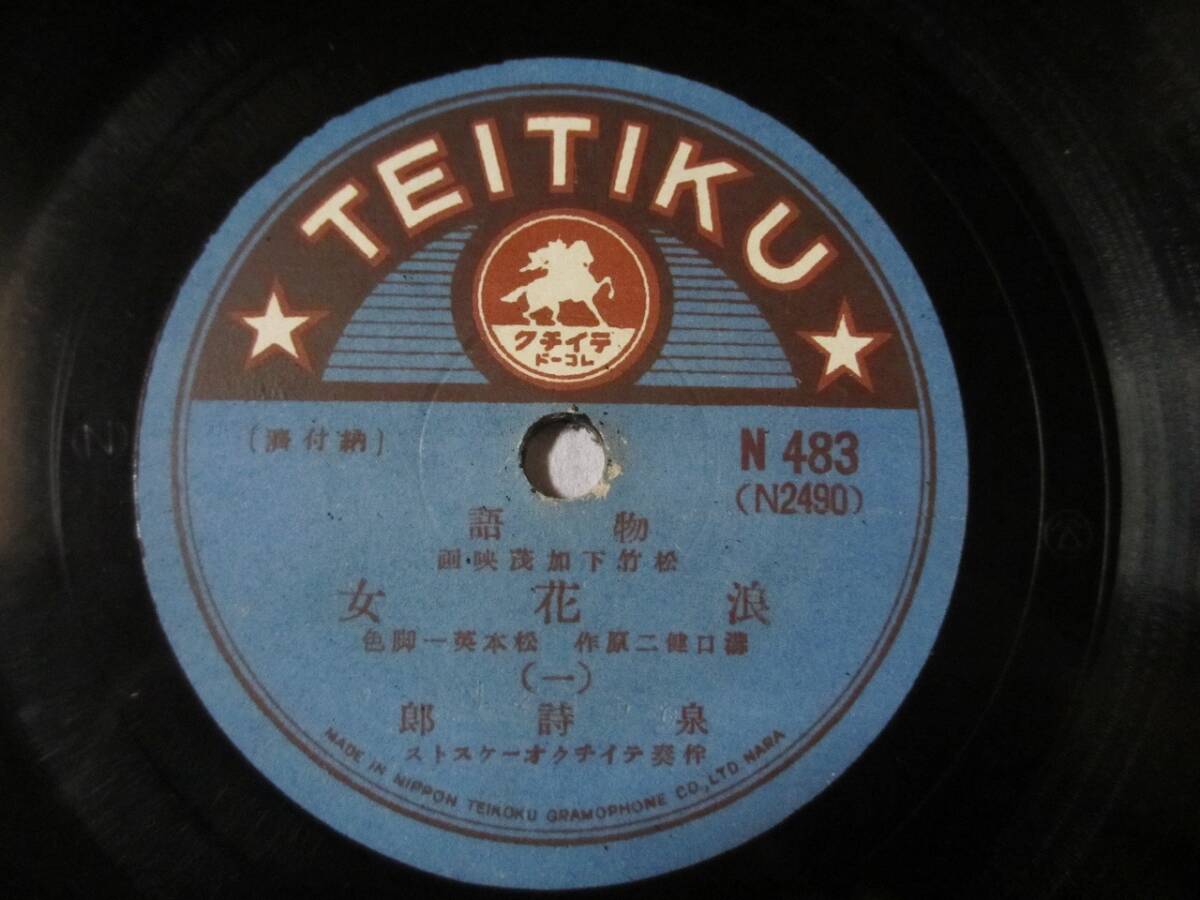 TEITIKU
テイチク
レコード
[納付濟]
N 483
(N2490)
物語
松竹下加茂映画
浪花女
溝口健二原作 松本英一脚色
(一)
泉詩郎
伴奏テイチクオーケストラ
MADE IN NIPPON TEIKOKU GRAMOPHONE CO., LTD. NARA
(N)